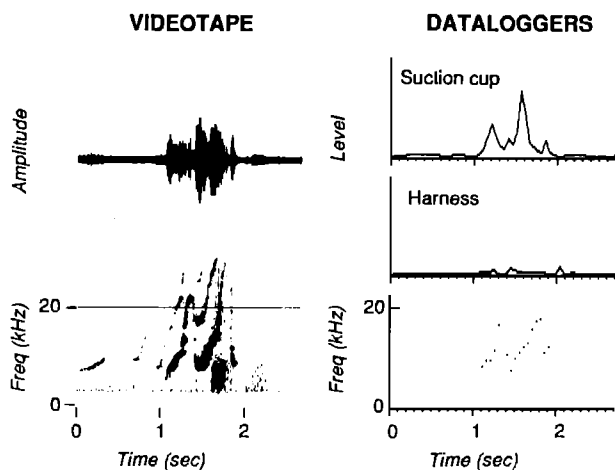 VIDEOTAPE
Amplitude
Freq (kHz)
20
0
0 1 2
Time (sec)
DATALOGGERS
Level
Suction cup
Harness
Freq (kHz)
20
0
0 1 2
Time (sec)